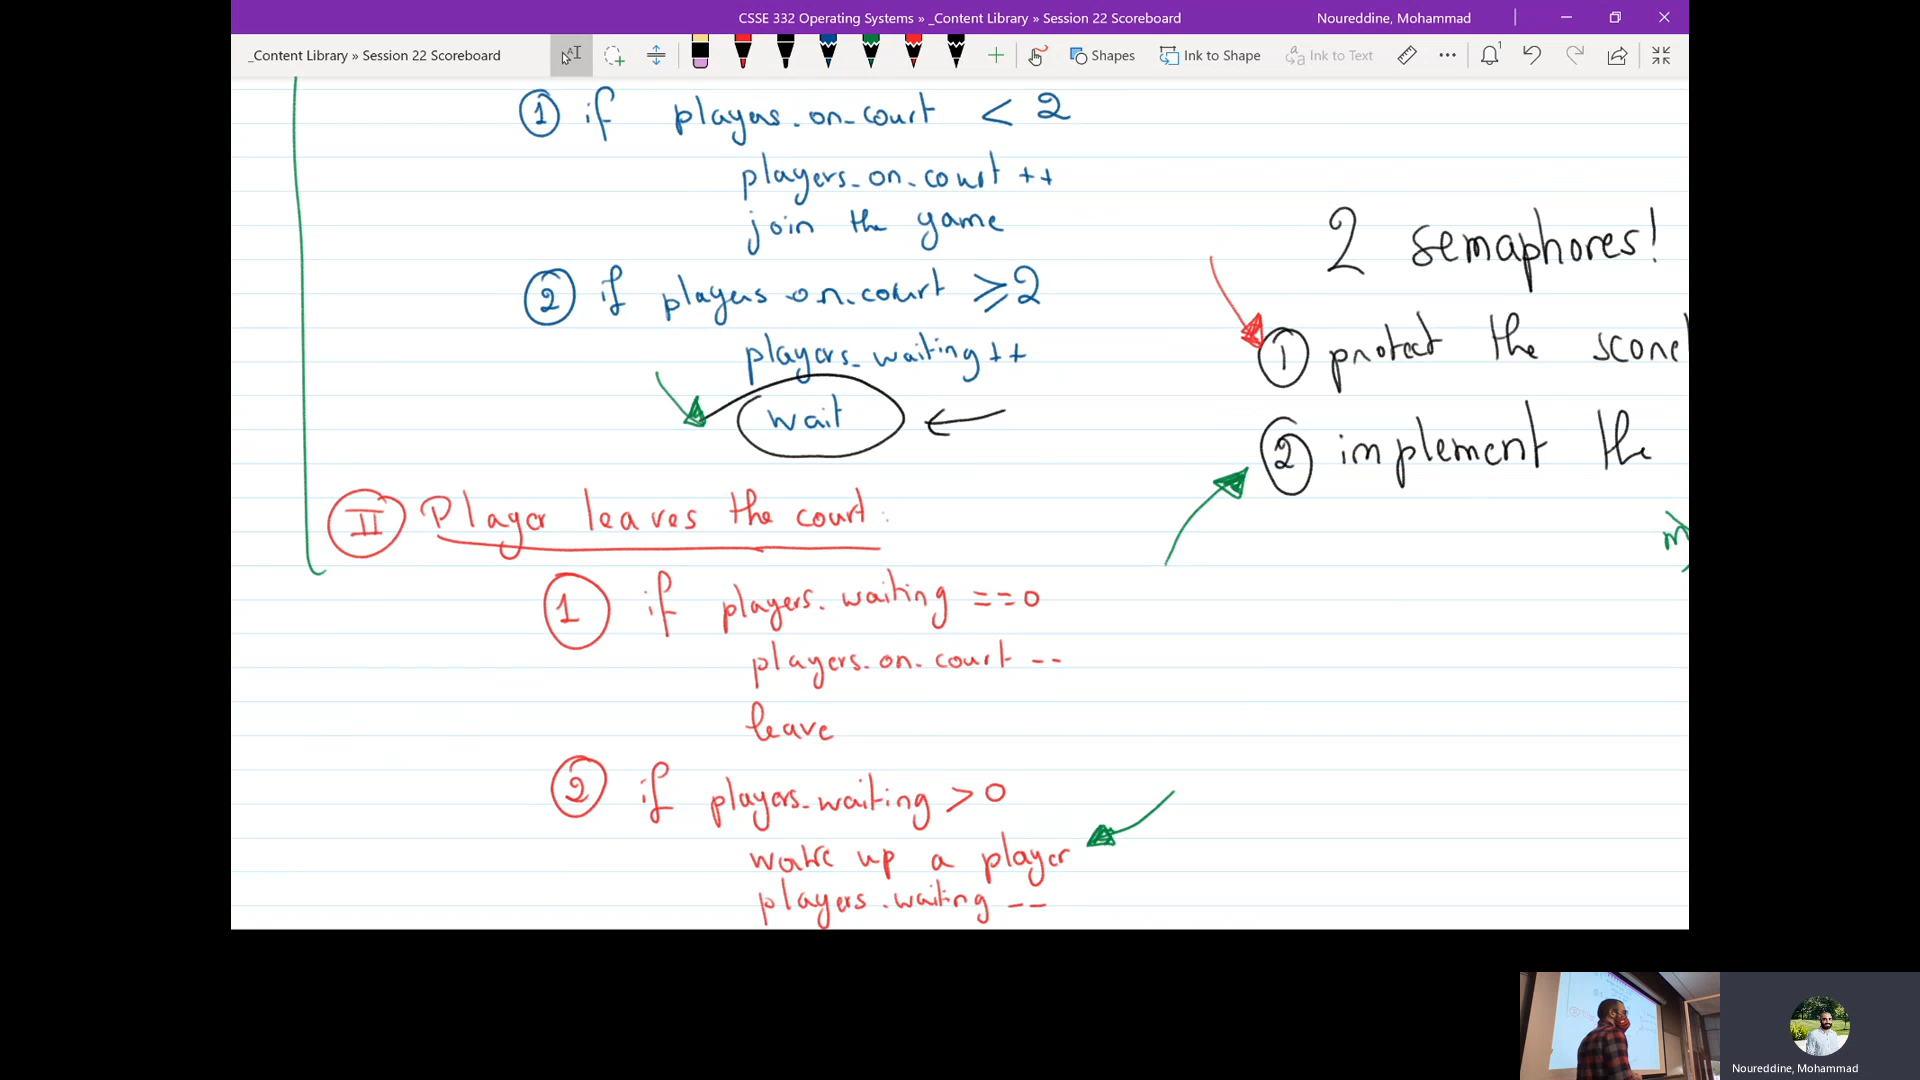 CSSE 332 Operating Systems » _Content Library » Session 22 Scoreboard
Noureddine, Mohammad
_Content Library » Session 22 Scoreboard
Shapes
Ink to Shape
Ink to Text
1
① if players_on_court < 2
players_on_court ++
join the game
② if players on_court ≥ 2
players_waiting ++
wait
2 semaphores!
① protect the score
② implement the
II Player leaves the court:
① if players_waiting == 0
players_on_court --
leave
② if players_waiting > 0
wake up a player
players_waiting --
Noureddine, Mohammad